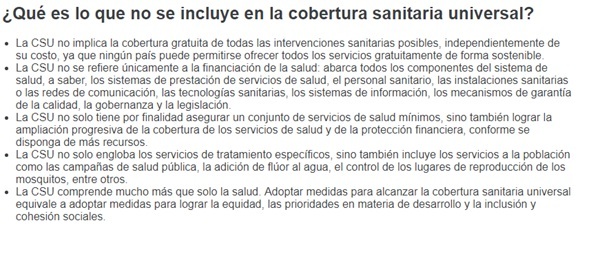 ¿Qué es lo que no se incluye en la cobertura sanitaria universal?
• La CSU no implica la cobertura gratuita de todas las intervenciones sanitarias posibles, independientemente de
su costo, ya que ningún país puede permitirse ofrecer todos los servicios gratuitamente de forma sostenible.
• La CSU no se refiere únicamente a la financiación de la salud: abarca todos los componentes del sistema de
salud, a saber, los sistemas de prestación de servicios de salud, el personal sanitario, las instalaciones sanitarias
o las redes de comunicación, las tecnologías sanitarias, los sistemas de información, los mecanismos de garantía
de la calidad, la gobernanza y la legislación.
• La CSU no solo tiene por finalidad asegurar un conjunto de servicios de salud mínimos, sino también lograr la
ampliación progresiva de la cobertura de los servicios de salud y de la protección financiera, conforme se
disponga de más recursos.
• La CSU no solo engloba los servicios de tratamiento específicos, sino también incluye los servicios a la población
como las campañas de salud pública, la adición de flúor al agua, el control de los lugares de reproducción de los
mosquitos, entre otros.
• La CSU comprende mucho más que solo la salud. Adoptar medidas para alcanzar la cobertura sanitaria universal
equivale a adoptar medidas para lograr la equidad, las prioridades en materia de desarrollo y la inclusión y
cohesión sociales.